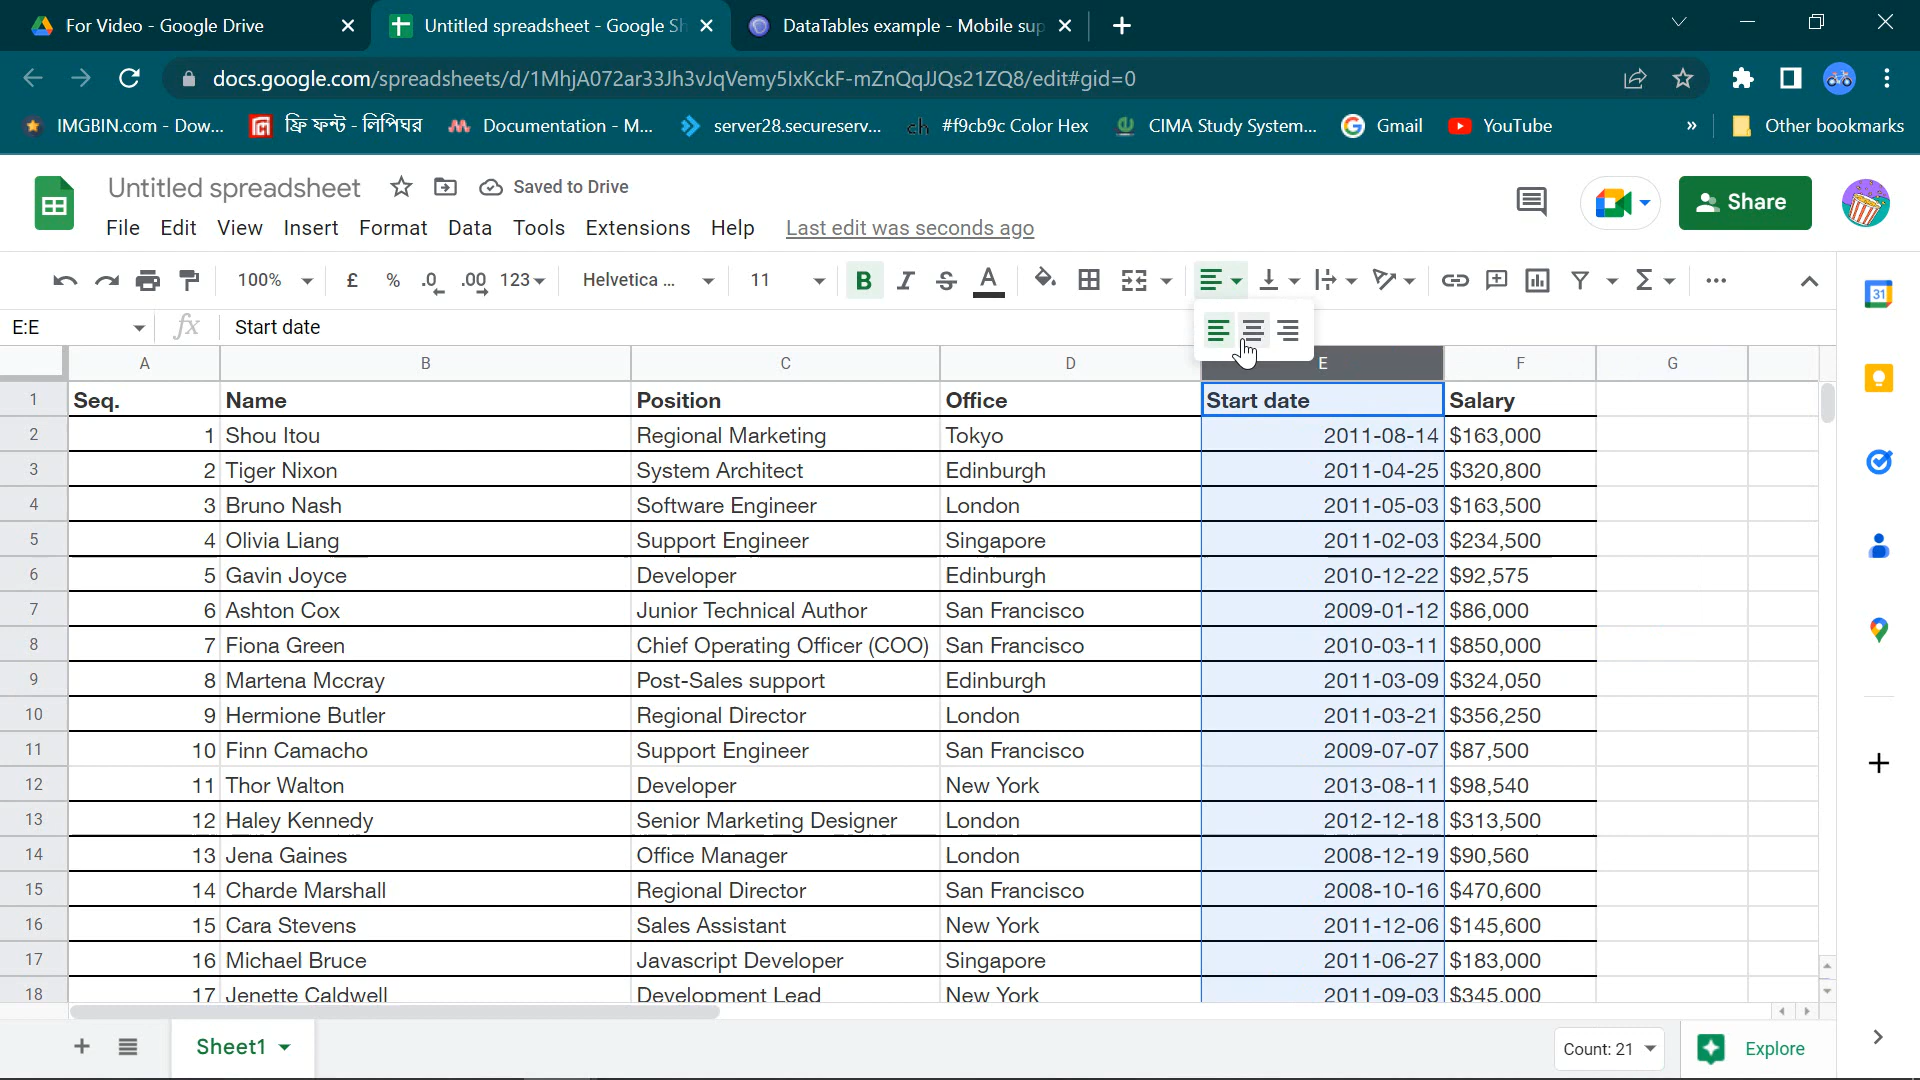 For Video - Google Drive
Untitled spreadsheet - Google Sh
DataTables example - Mobile sup
docs.google.com/spreadsheets/d/1MhjA072ar33Jh3vJqVemy5lxKckF-mZnQqJJQs21ZQ8/edit#gid=0
IMGBIN.com - Dow...
ফ্রি ফন্ট - লিপিঘর
Documentation - M...
server28.secureserv...
ch #f9cb9c Color Hex
CIMA Study System...
Gmail
YouTube
»
Other bookmarks
Untitled spreadsheet
Saved to Drive
Share
File Edit View Insert Format Data Tools Extensions Help Last edit was seconds ago
100% £ % .0 .00 123 Helvetica ... 11 B I S A
31
E:E fx Start date
A B C D E F G
1 Seq. Name Position Office Start date Salary
2 1 Shou Itou Regional Marketing Tokyo 2011-08-14 $163,000
3 2 Tiger Nixon System Architect Edinburgh 2011-04-25 $320,800
4 3 Bruno Nash Software Engineer London 2011-05-03 $163,500
5 4 Olivia Liang Support Engineer Singapore 2011-02-03 $234,500
6 5 Gavin Joyce Developer Edinburgh 2010-12-22 $92,575
7 6 Ashton Cox Junior Technical Author San Francisco 2009-01-12 $86,000
8 7 Fiona Green Chief Operating Officer (COO) San Francisco 2010-03-11 $850,000
9 8 Martena Mccray Post-Sales support Edinburgh 2011-03-09 $324,050
10 9 Hermione Butler Regional Director London 2011-03-21 $356,250
11 10 Finn Camacho Support Engineer San Francisco 2009-07-07 $87,500
12 11 Thor Walton Developer New York 2013-08-11 $98,540
13 12 Haley Kennedy Senior Marketing Designer London 2012-12-18 $313,500
14 13 Jena Gaines Office Manager London 2008-12-19 $90,560
15 14 Charde Marshall Regional Director San Francisco 2008-10-16 $470,600
16 15 Cara Stevens Sales Assistant New York 2011-12-06 $145,600
17 16 Michael Bruce Javascript Developer Singapore 2011-06-27 $183,000
18 17 Jenette Caldwell Development Lead New York 2011-09-03 $345,000
Sheet1
Count: 21
Explore